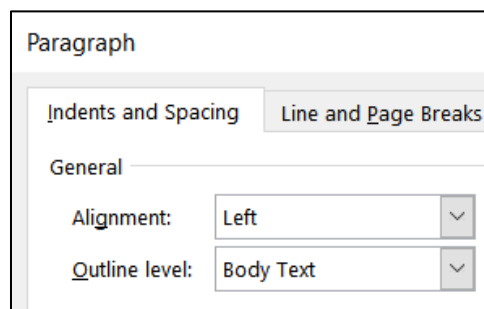 Paragraph
Indents and Spacing Line and Page Breaks
General
Alignment: Left
Outline level: Body Text